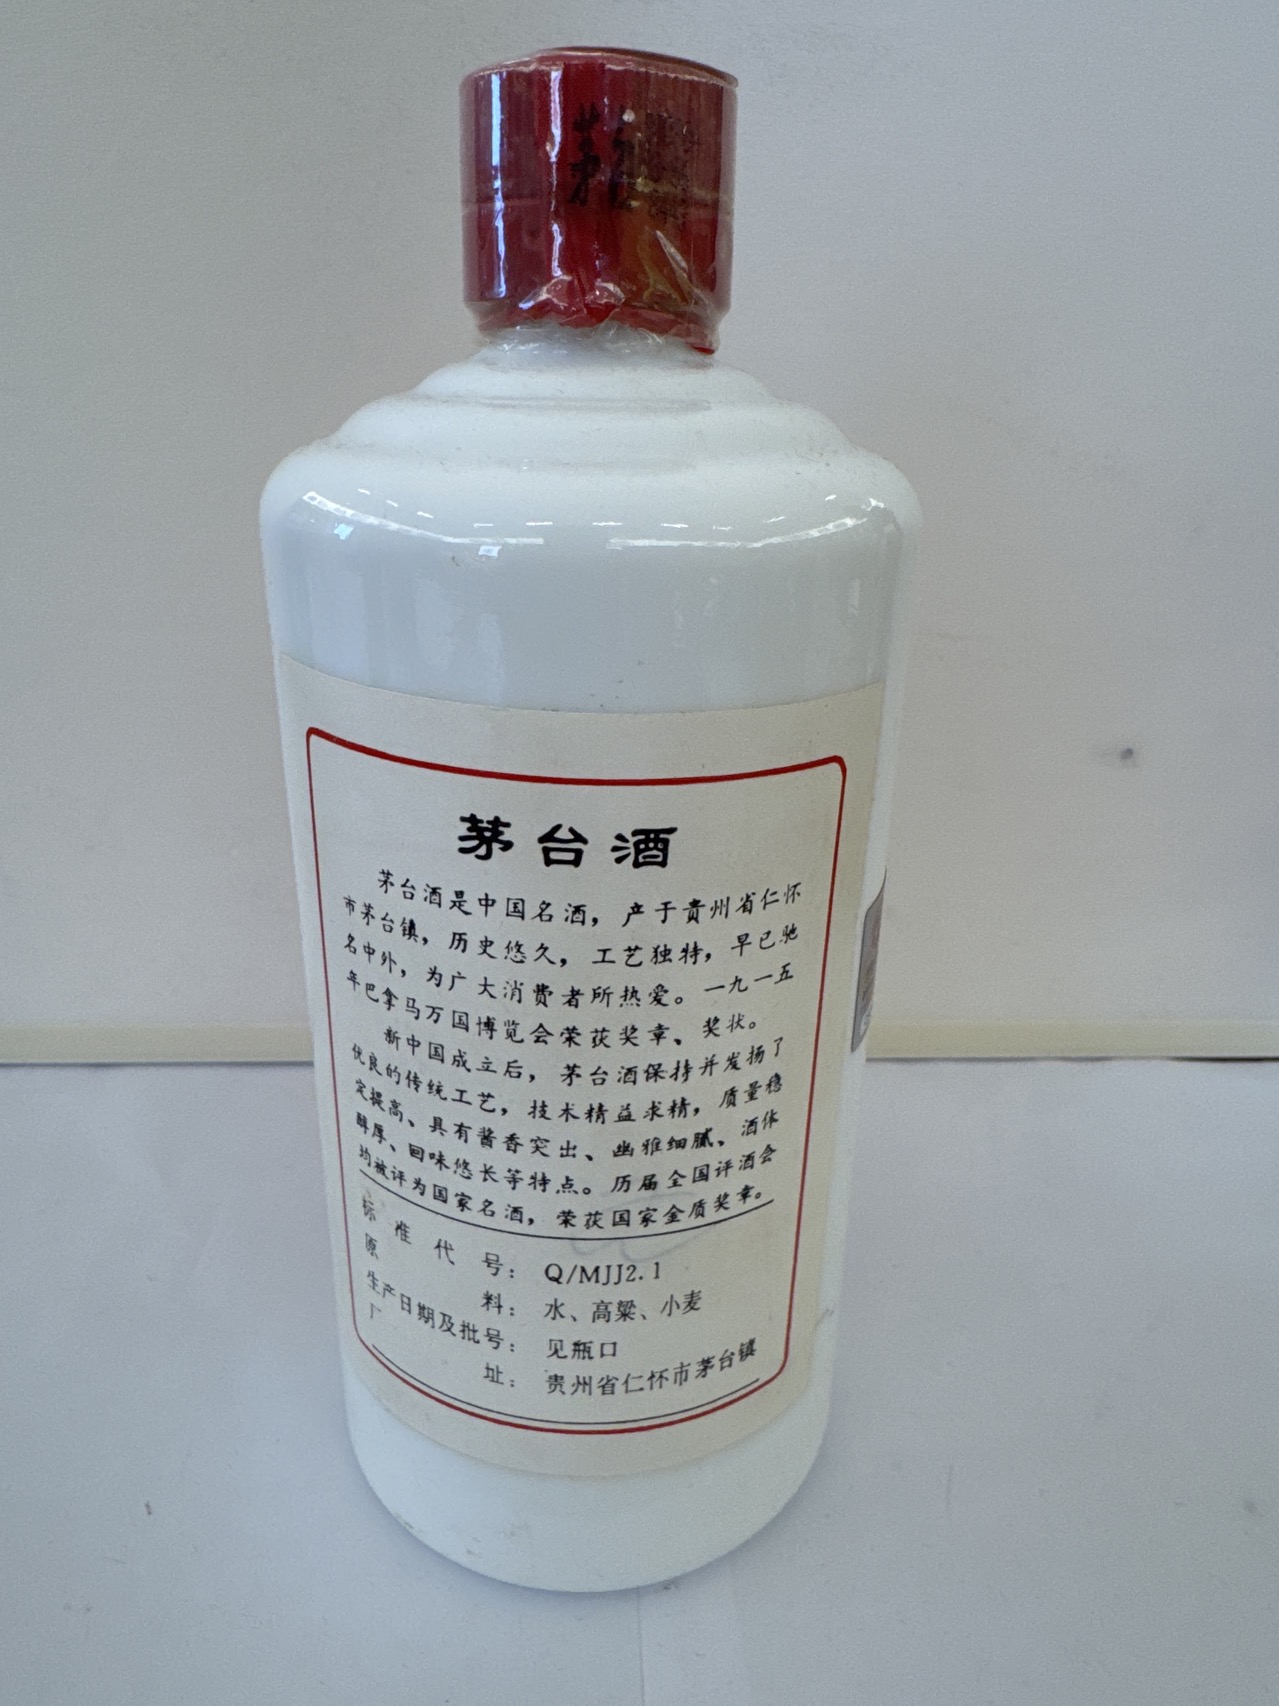 茅台
茅台酒
茅台酒是中国名酒，产于贵州省仁怀
市茅台镇，历史悠久，工艺独特，早已驰
名中外，为广大消费者所热爱。一九一五
年巴拿马万国博览会荣获奖章、奖状。
新中国成立后，茅台酒保持并发扬了
优良的传统工艺，技术精益求精，质量稳
定提高、具有酱香突出、幽雅细腻、酒体
醇厚、回味悠长等特点。历届全国评酒会
均被评为国家名酒，荣获国家金质奖章。
标准代号：Q/MJJ2.1
原料：水、高粱、小麦
生产日期及批号：见瓶口
厂址：贵州省仁怀市茅台镇